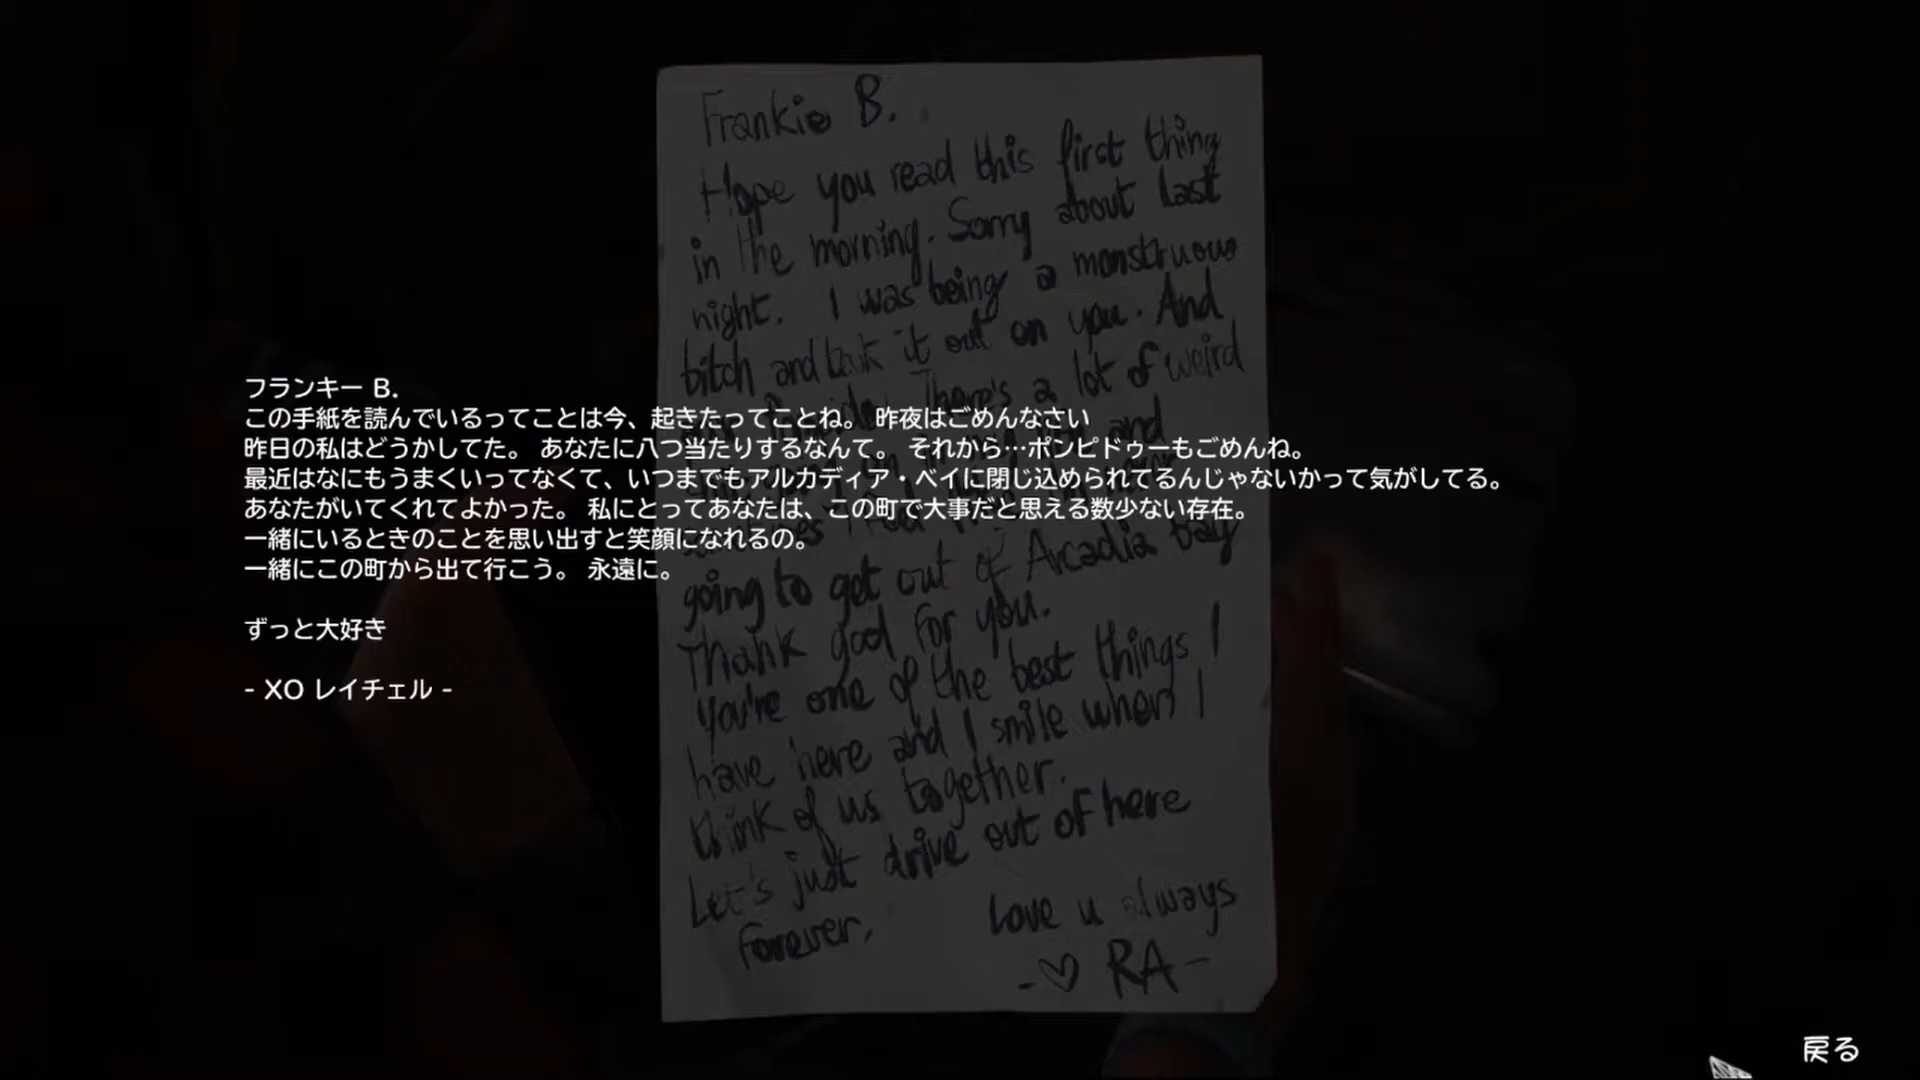 Frankie B.
Hope you read this first thing
in the morning. Sorry about last
night. I was being a monstruous
bitch and it out on you. And
There's a lot of weird
and
フランキー B.
この手紙を読んでいるってことは今、起きたってことね。 昨夜はごめんなさい
昨日の私はどうかしてた。 あなたに八つ当たりするなんて。 それから…ポンピドゥーもごめんね。
最近はなにもうまくいってなくて、いつまでもアルカディア・ベイに閉じ込められてるんじゃないかって気がしてる。
あなたがいてくれてよかった。 私にとってあなたは、この町で大事だと思える数少ない存在。
一緒にいるときのことを思い出すと笑顔になれるの。
一緒にこの町から出て行こう。 永遠に。
ずっと大好き
- XO レイチェル -
going to get out of Arcadia Bay
Thank god for you.
You're one of the best things I
have here and I smile when I
think of us together.
Let's just drive out of here
forever.
Love u always
- ♡ RA -
戻る